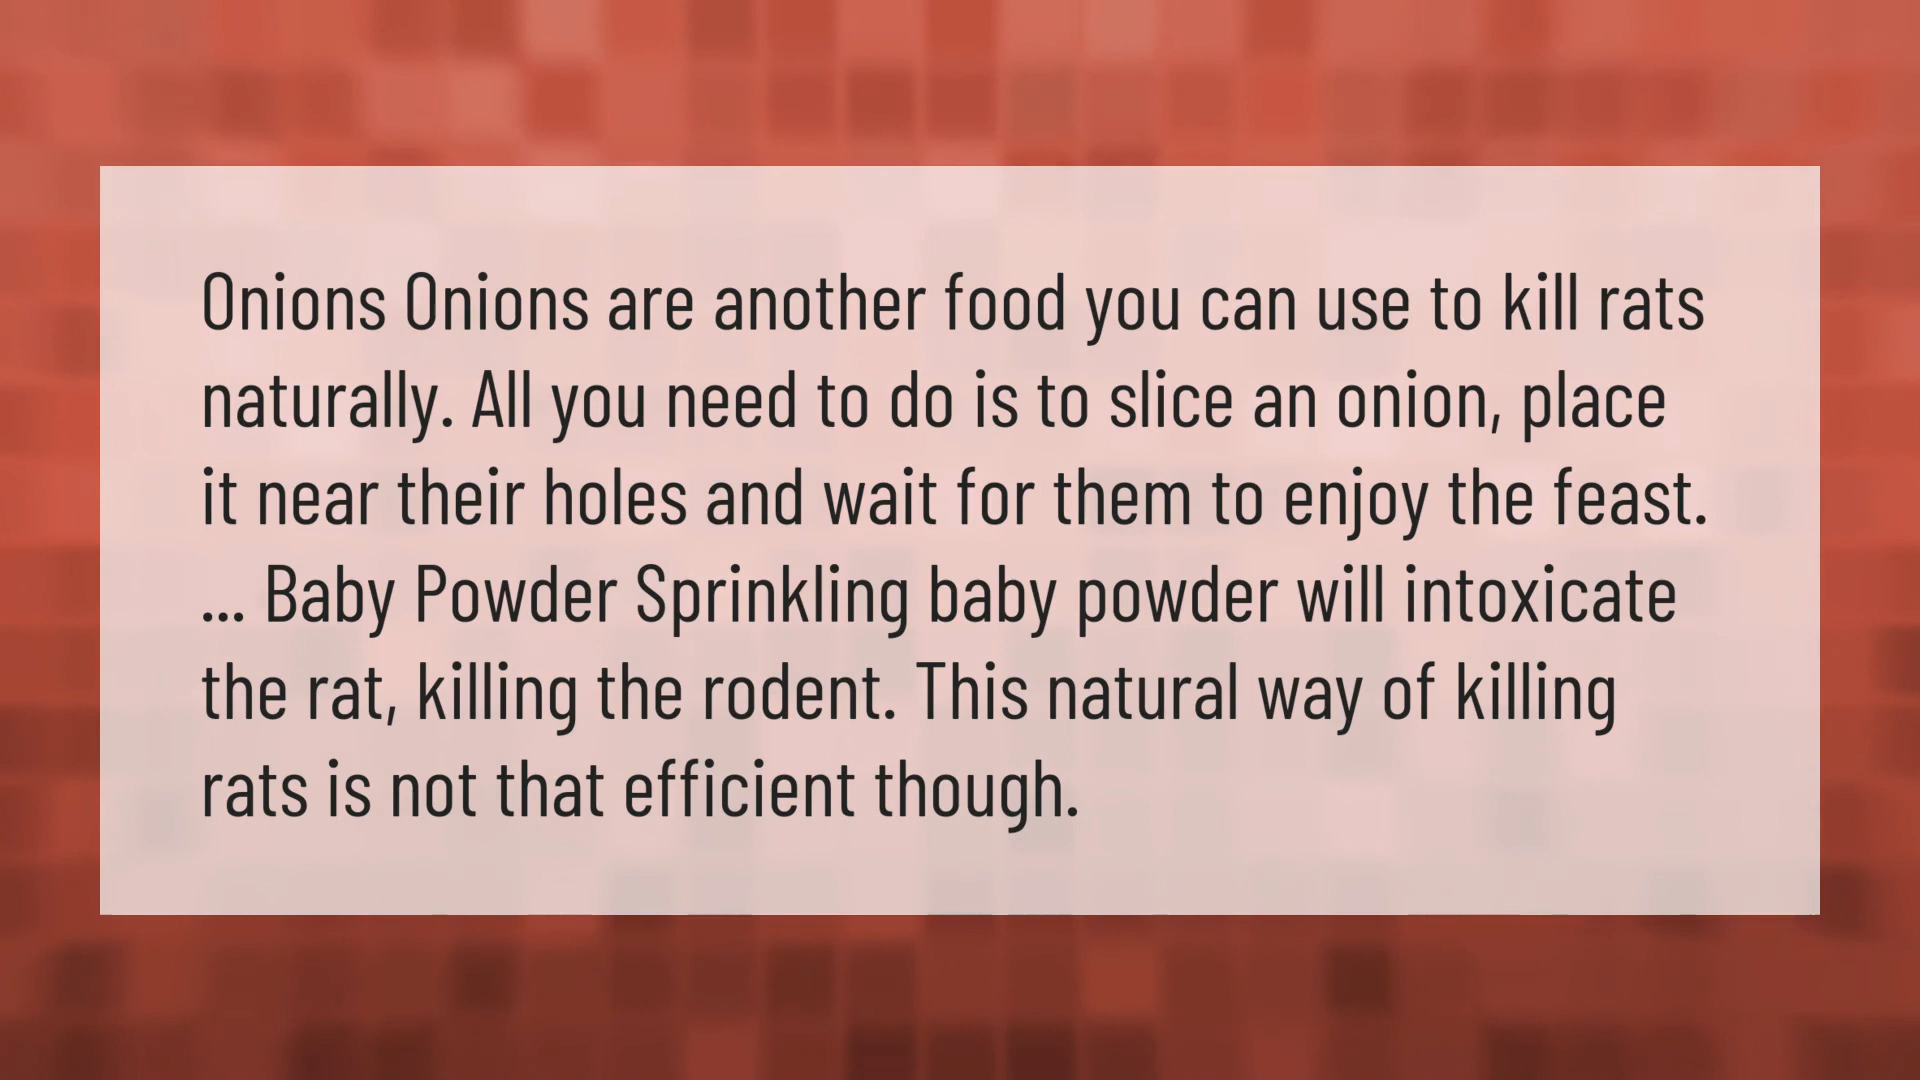 Onions Onions are another food you can use to kill rats
naturally. All you need to do is to slice an onion, place
it near their holes and wait for them to enjoy the feast.
... Baby Powder Sprinkling baby powder will intoxicate
the rat, killing the rodent. This natural way of killing
rats is not that efficient though.